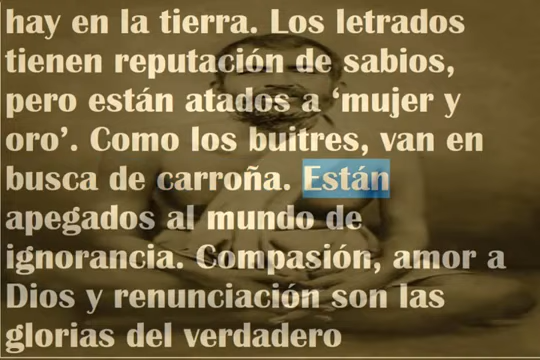 hay en la tierra. Los letrados
tienen reputación de sabios,
pero están atados a ‘mujer y
oro’. Como los buitres, van en
busca de carroña. Están
apegados al mundo de
ignorancia. Compasión, amor a
Dios y renunciación son las
glorias del verdadero